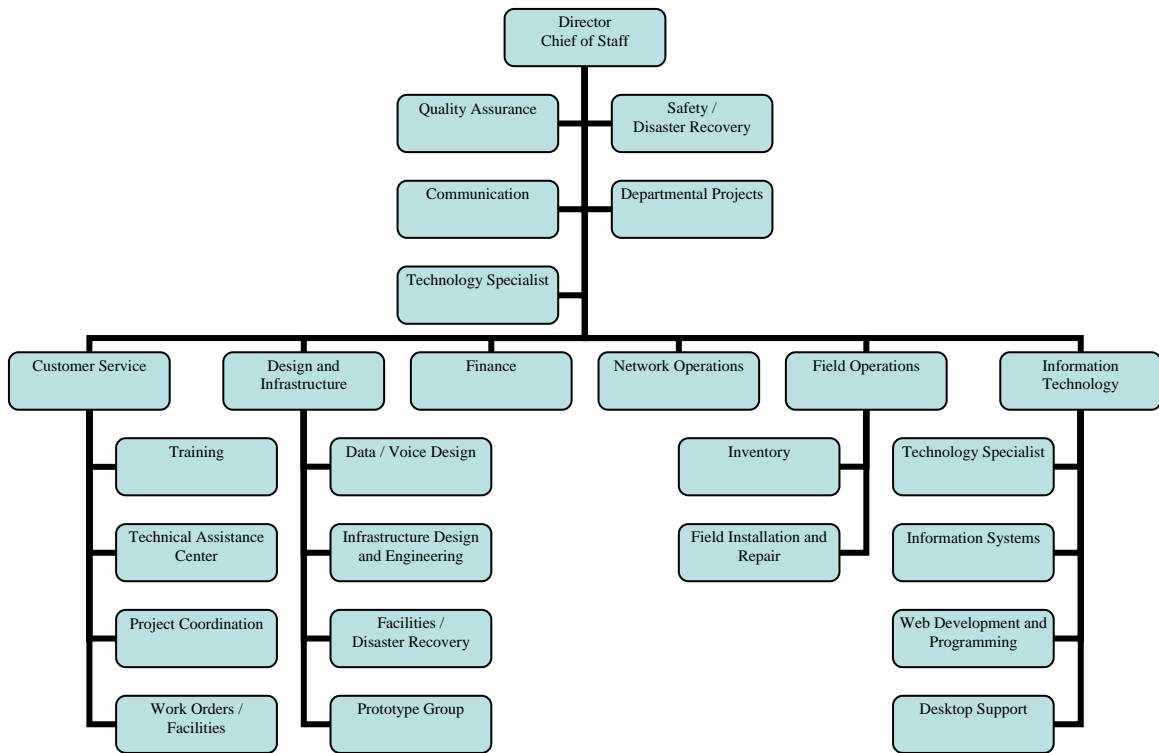 Director
Chief of Staff
Quality Assurance
Safety /
Disaster Recovery
Communication
Departmental Projects
Technology Specialist
Customer Service
Design and
Infrastructure
Finance
Network Operations
Field Operations
Information
Technology
Training
Data / Voice Design
Inventory
Technology Specialist
Technical Assistance
Center
Infrastructure Design
and Engineering
Field Installation and
Repair
Information Systems
Project Coordination
Facilities /
Disaster Recovery
Web Development and
Programming
Work Orders /
Facilities
Prototype Group
Desktop Support